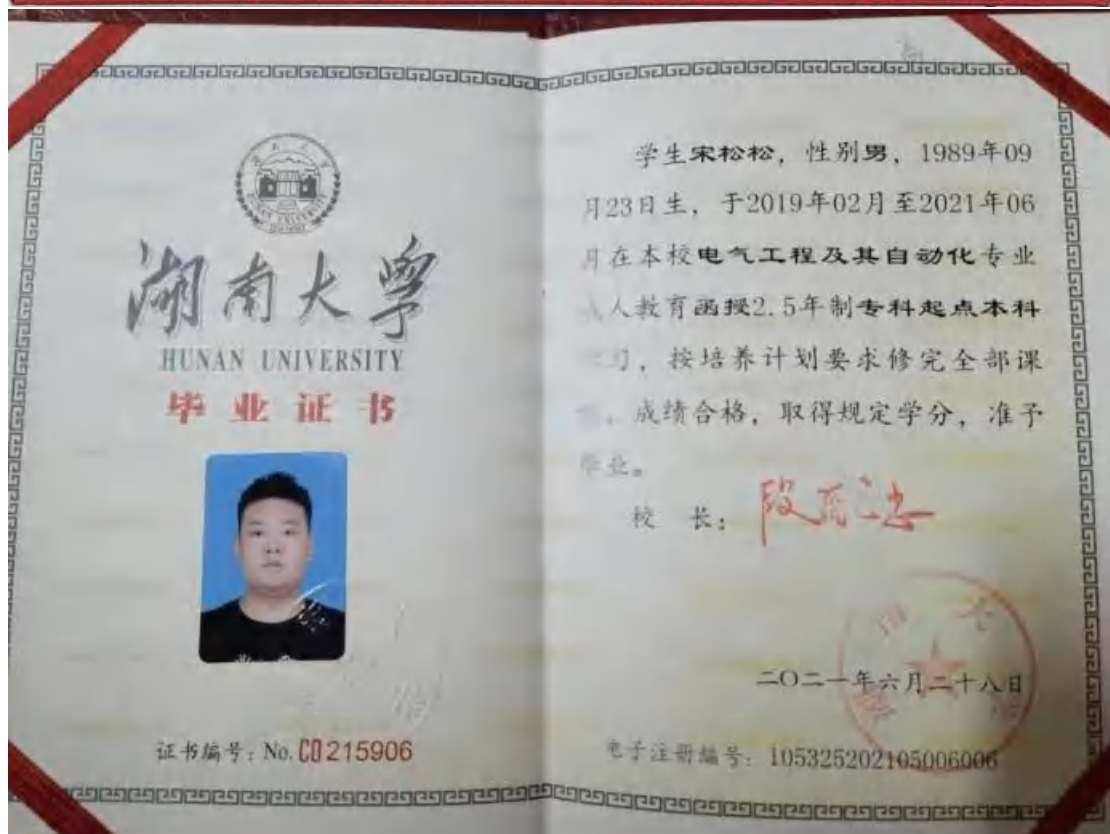 湖南大学
HUNAN UNIVERSITY
毕业证书
证书编号：No. C0215906
学生宋松松，性别男，1989年09
月23日生，于2019年02月至2021年06
月在本校电气工程及其自动化专业
人教育函授2.5年制专科起点本科
习，按培养计划要求修完全部课
，成绩合格，取得规定学分，准予
毕业。
校 长：
二〇二一年六月二十八日
电子注册编号：105325202105006006